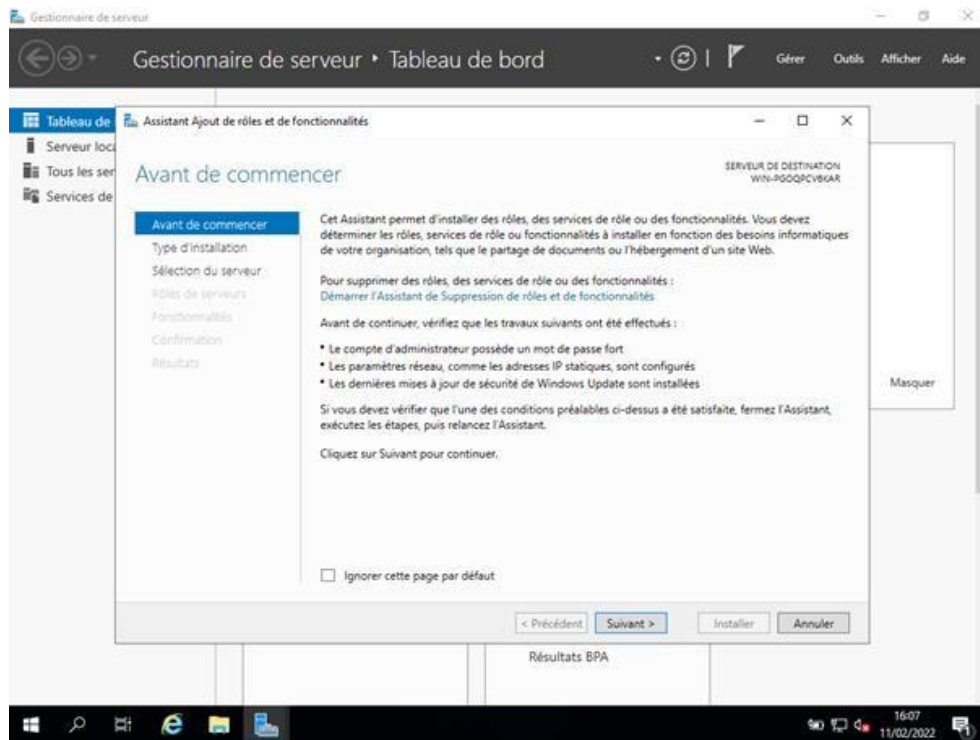 Gestionnaire de serveur
Gestionnaire de serveur ‣ Tableau de bord
Gérer Outils Afficher Aide
Tableau de
Serveur loca
Tous les ser
Services de
Assistant Ajout de rôles et de fonctionnalités
Avant de commencer
SERVEUR DE DESTINATION
WIN-PGOQPCVBKAR
Avant de commencer
Type d'installation
Sélection du serveur
Rôles de serveurs
Fonctionnalités
Confirmation
Résultats
Cet Assistant permet d'installer des rôles, des services de rôle ou des fonctionnalités. Vous devez
déterminer les rôles, services de rôle ou fonctionnalités à installer en fonction des besoins informatiques
de votre organisation, tels que le partage de documents ou l'hébergement d'un site Web.
Pour supprimer des rôles, des services de rôle ou des fonctionnalités :
Démarrer l'Assistant de Suppression de rôles et de fonctionnalités
Avant de continuer, vérifiez que les travaux suivants ont été effectués :
• Le compte d'administrateur possède un mot de passe fort
• Les paramètres réseau, comme les adresses IP statiques, sont configurés
• Les dernières mises à jour de sécurité de Windows Update sont installées
Si vous devez vérifier que l'une des conditions préalables ci-dessus a été satisfaite, fermez l'Assistant,
exécutez les étapes, puis relancez l'Assistant.
Cliquez sur Suivant pour continuer.
Ignorer cette page par défaut
< Précédent Suivant > Installer Annuler
Masquer
Résultats BPA
16:07
11/02/2022